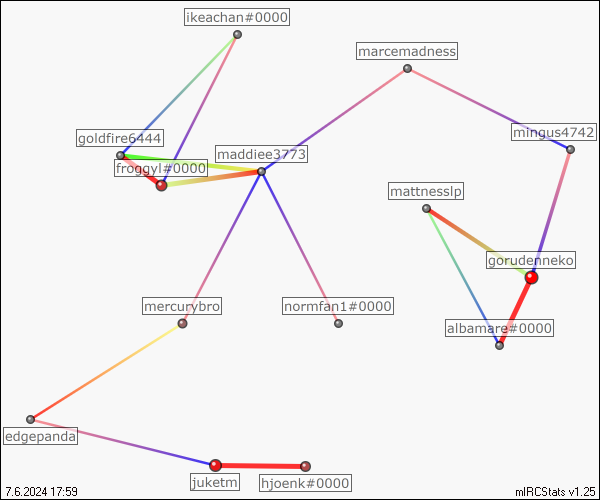 ikeachan#0000
marcemadness
goldfire6444
mingus4742
maddiee3773
froggyl#0000
mattnesslp
gorudenneko
mercurybro
normfan1#0000
albamare#0000
edgepanda
juketm
hjoenk#0000
7.6.2024 17:59
mIRCStats v1.25